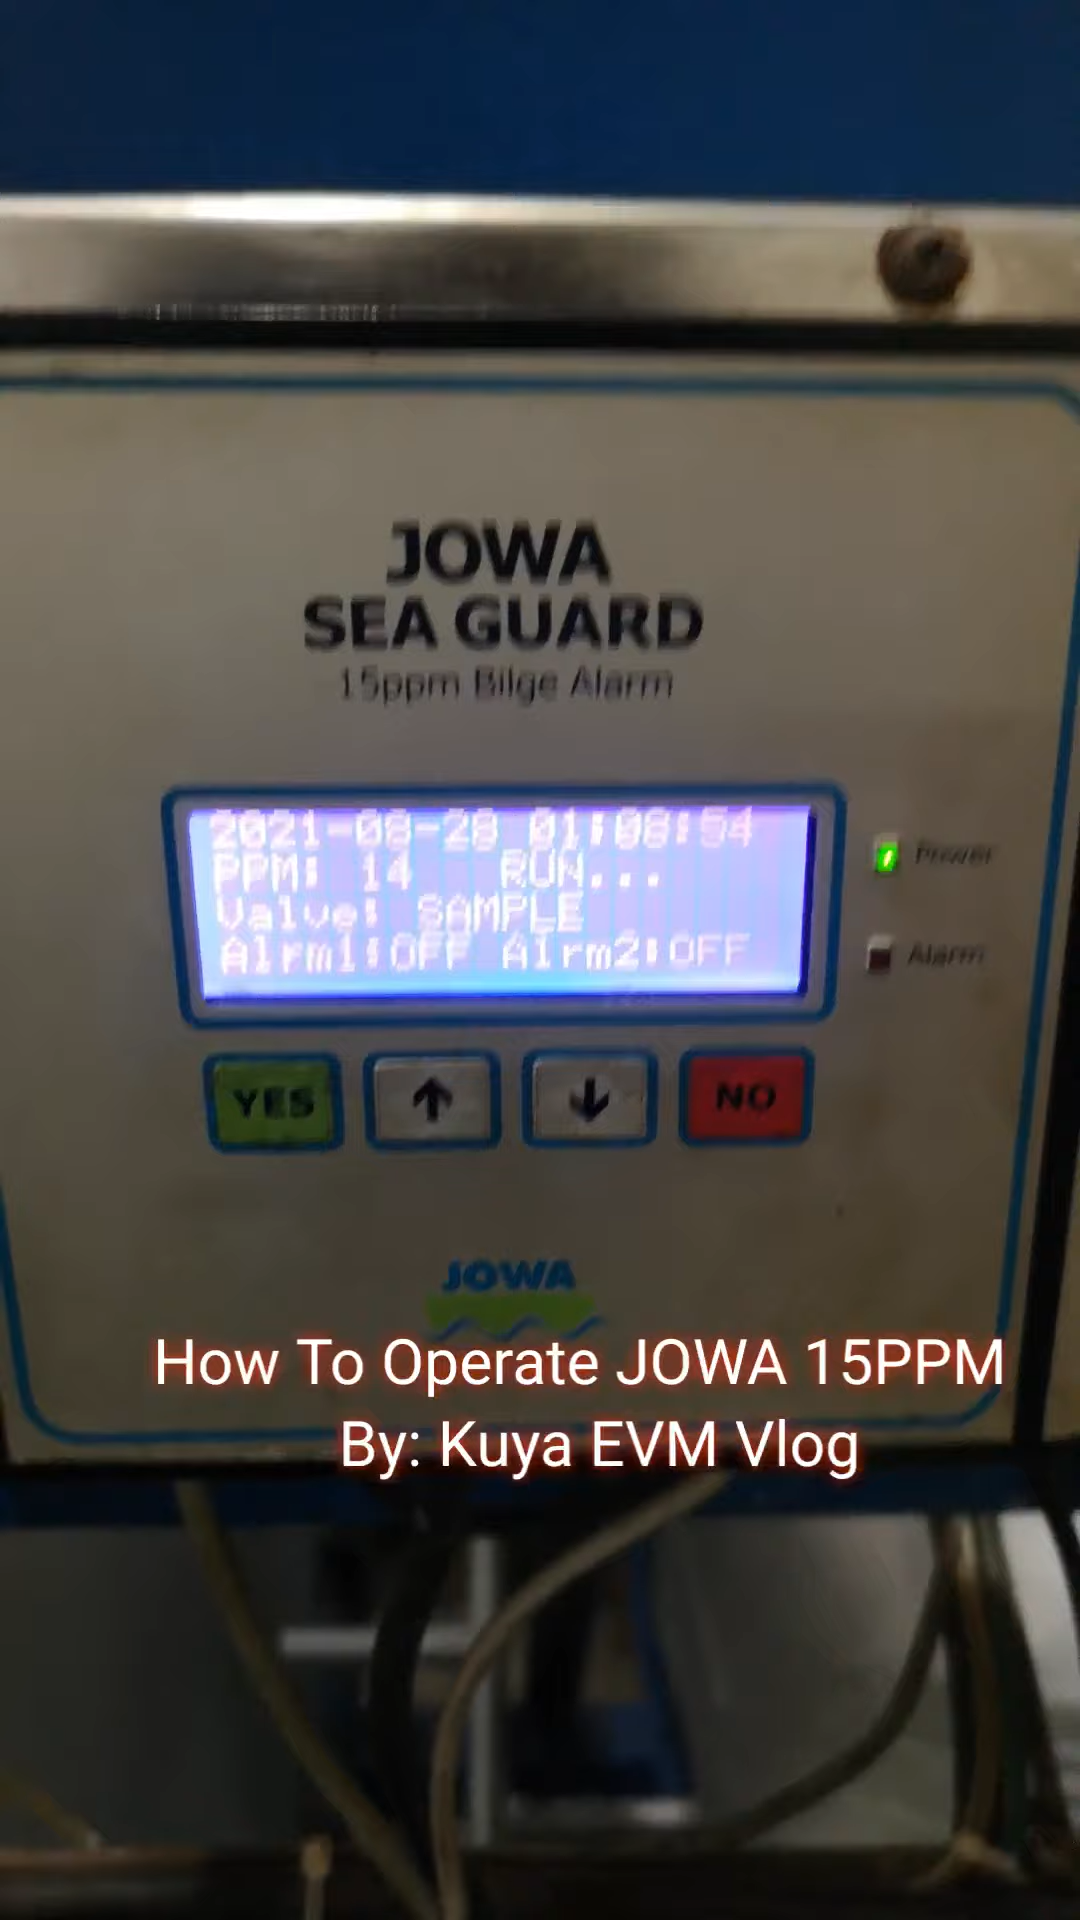 JOWA
SEA GUARD
15ppm Bilge Alarm
2021-08-28 01:08:54
PPM: 14 RUN...
Valve: SAMPLE
Alrm1:OFF Alrm2:OFF
Power
Alarm
YES
↑
↓
NO
JOWA
How To Operate JOWA 15PPM
By: Kuya EVM Vlog